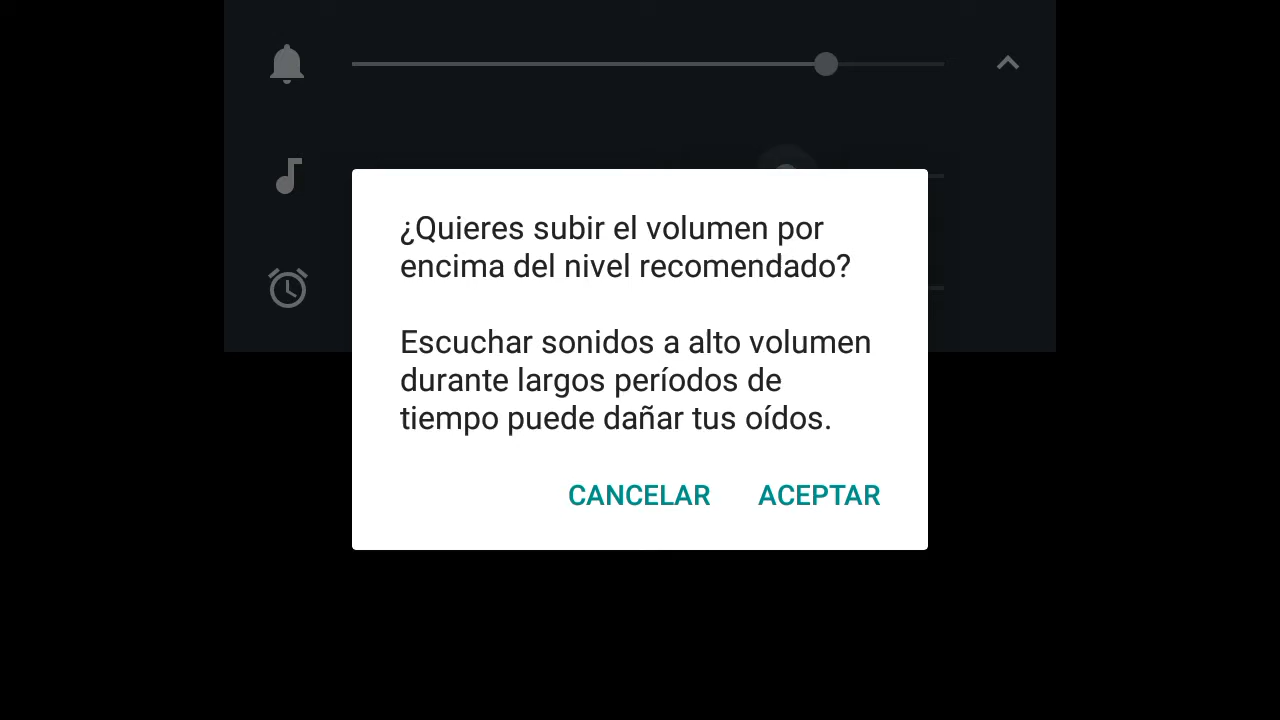 ¿Quieres subir el volumen por
encima del nivel recomendado?
Escuchar sonidos a alto volumen
durante largos períodos de
tiempo puede dañar tus oídos.
CANCELAR ACEPTAR